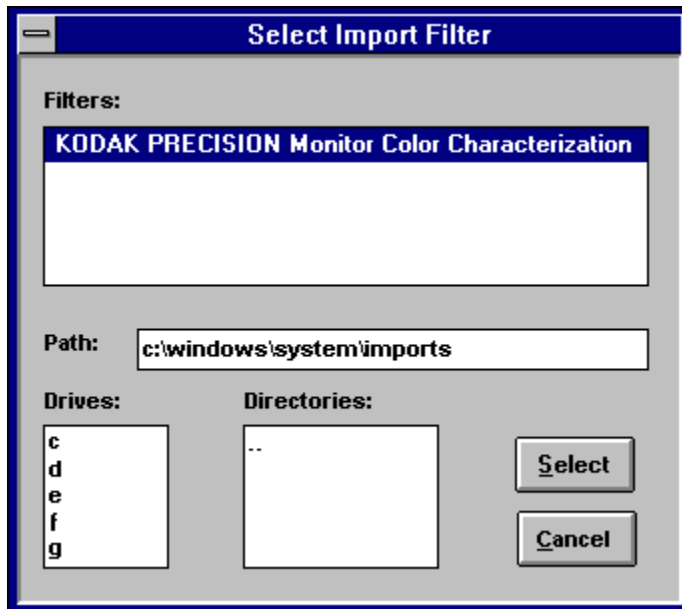 Select Import Filter
Filters:
KODAK PRECISION Monitor Color Characterization
Path: c:\windows\system\imports
Drives: Directories:
c ..
d
e
f
g
Select
Cancel